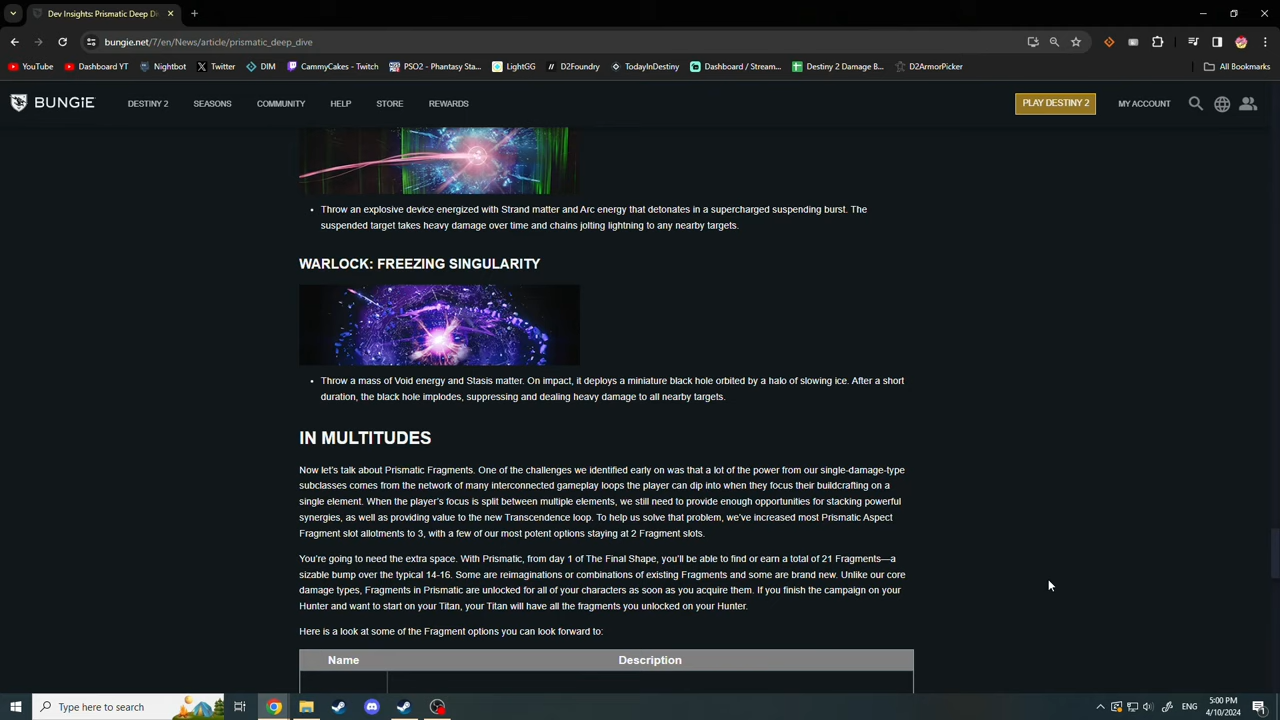 Dev Insights: Prismatic Deep Di
bungie.net/7/en/News/article/prismatic_deep_dive
YouTube
Dashboard YT
Nightbot
Twitter
DIM
CammyCakes - Twitch
PSO2 - Phantasy Sta...
LightGG
D2Foundry
TodayInDestiny
Dashboard / Stream...
Destiny 2 Damage B...
D2ArmorPicker
All Bookmarks
BUNGIE
DESTINY 2
SEASONS
COMMUNITY
HELP
STORE
REWARDS
PLAY DESTINY 2
MY ACCOUNT
• Throw an explosive device energized with Strand matter and Arc energy that detonates in a supercharged suspending burst. The
suspended target takes heavy damage over time and chains jolting lightning to any nearby targets.
WARLOCK: FREEZING SINGULARITY
• Throw a mass of Void energy and Stasis matter. On impact, it deploys a miniature black hole orbited by a halo of slowing ice. After a short
duration, the black hole implodes, suppressing and dealing heavy damage to all nearby targets.
IN MULTITUDES
Now let's talk about Prismatic Fragments. One of the challenges we identified early on was that a lot of the power from our single-damage-type
subclasses comes from the network of many interconnected gameplay loops the player can dip into when they focus their buildcrafting on a
single element. When the player's focus is split between multiple elements, we still need to provide enough opportunities for stacking powerful
synergies, as well as providing value to the new Transcendence loop. To help us solve that problem, we've increased most Prismatic Aspect
Fragment slot allotments to 3, with a few of our most potent options staying at 2 Fragment slots.
You're going to need the extra space. With Prismatic, from day 1 of The Final Shape, you'll be able to find or earn a total of 21 Fragments—a
sizable bump over the typical 14-16. Some are reimaginations or combinations of existing Fragments and some are brand new. Unlike our core
damage types, Fragments in Prismatic are unlocked for all of your characters as soon as you acquire them. If you finish the campaign on your
Hunter and want to start on your Titan, your Titan will have all the fragments you unlocked on your Hunter.
Here is a look at some of the Fragment options you can look forward to:
Name
Description
Type here to search
ENG
5:00 PM
4/10/2024
1